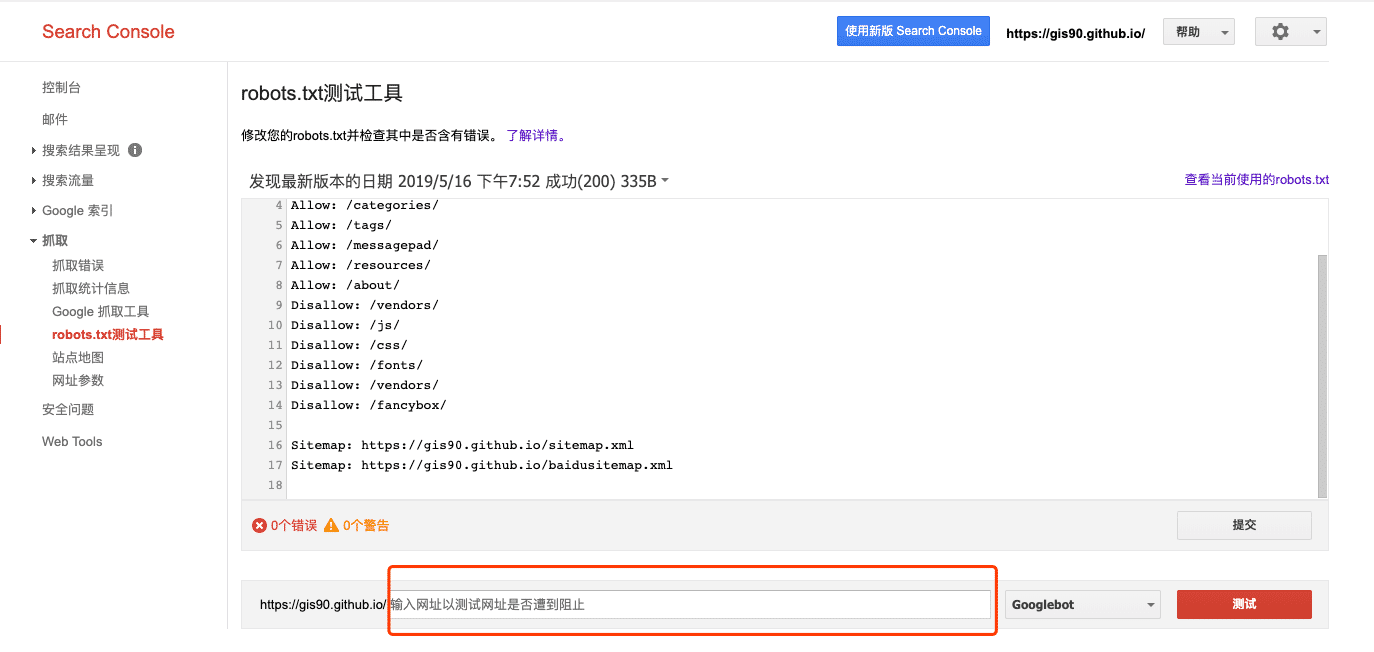 Search Console
使用新版 Search Console
https://gis90.github.io/
帮助
控制台
邮件
搜索结果呈现
搜索流量
Google 索引
抓取
抓取错误
抓取统计信息
Google 抓取工具
robots.txt测试工具
站点地图
网址参数
安全问题
Web Tools
robots.txt测试工具
修改您的robots.txt并检查其中是否含有错误。 了解详情。
发现最新版本的日期 2019/5/16 下午7:52 成功(200) 335B
查看当前使用的robots.txt
4 Allow: /categories/
5 Allow: /tags/
6 Allow: /messagepad/
7 Allow: /resources/
8 Allow: /about/
9 Disallow: /vendors/
10 Disallow: /js/
11 Disallow: /css/
12 Disallow: /fonts/
13 Disallow: /vendors/
14 Disallow: /fancybox/
15
16 Sitemap: https://gis90.github.io/sitemap.xml
17 Sitemap: https://gis90.github.io/baidusitemap.xml
18
0个错误 0个警告
提交
https://gis90.github.io/ 输入网址以测试网址是否遭到阻止
Googlebot
测试